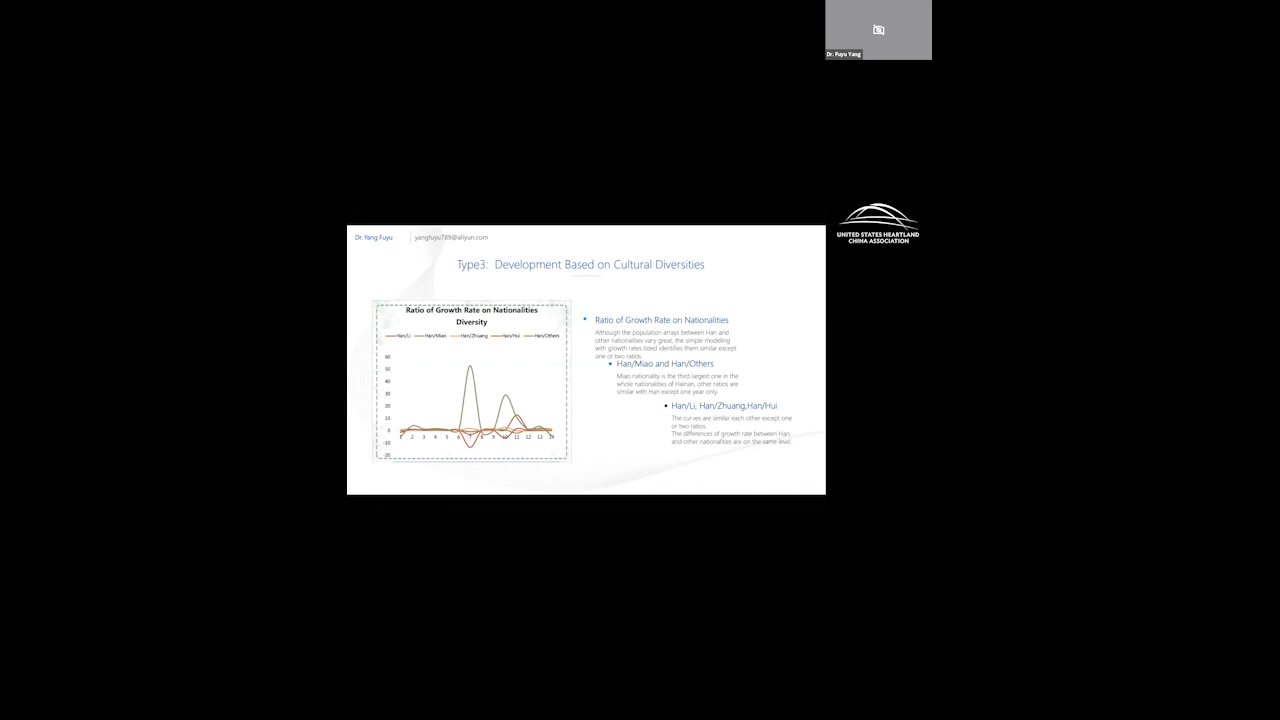 Dr. Fuyu Yang
UNITED STATES HEARTLAND
CHINA ASSOCIATION
Dr. Yang Fuyu
yangfuyu789@aliyun.com
Type3: Development Based on Cultural Diversities
Ratio of Growth Rate on Nationalities
Diversity
Han/Li Han/Miao Han/Zhuang Han/Hui Han/Others
60
50
40
30
20
10
0
-10
-20
1 2 3 4 5 6 7 8 9 10 11 12 13 14
Ratio of Growth Rate on Nationalities
Although the population arrays between Han and
other nationalities vary great, the simple modeling
with growth rates listed identifies them similar except
one or two ratios.
Han/Miao and Han/Others
Miao nationality is the third largest one in the
whole nationalities of Hainan, other ratios are
similar with Han except one year only.
Han/Li, Han/Zhuang,Han/Hui
The curves are similar each other except one
or two ratios.
The differences of growth rate between Han
and other nationalities are on the same level.